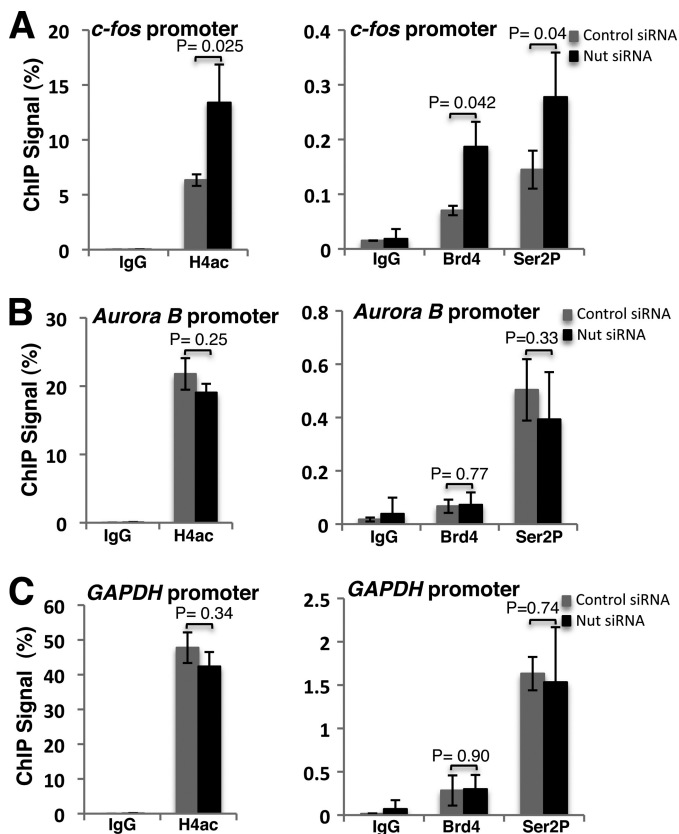 A
c-fos promoter
P= 0.025
ChIP Signal (%)
20
15
10
5
0
IgG H4ac
c-fos promoter
P= 0.04
P= 0.042
Control siRNA
Nut siRNA
0.4
0.3
0.2
0.1
0
IgG Brd4 Ser2P
B
Aurora B promoter
P= 0.25
ChIP Signal (%)
30
20
10
0
IgG H4ac
Aurora B promoter
P=0.33
P= 0.77
Control siRNA
Nut siRNA
0.8
0.6
0.4
0.2
0
IgG Brd4 Ser2P
C
GAPDH promoter
P= 0.34
ChIP Signal (%)
60
50
40
30
20
10
0
IgG H4ac
GAPDH promoter
P=0.74
P= 0.90
Control siRNA
Nut siRNA
2.5
2
1.5
1
0.5
0
IgG Brd4 Ser2P